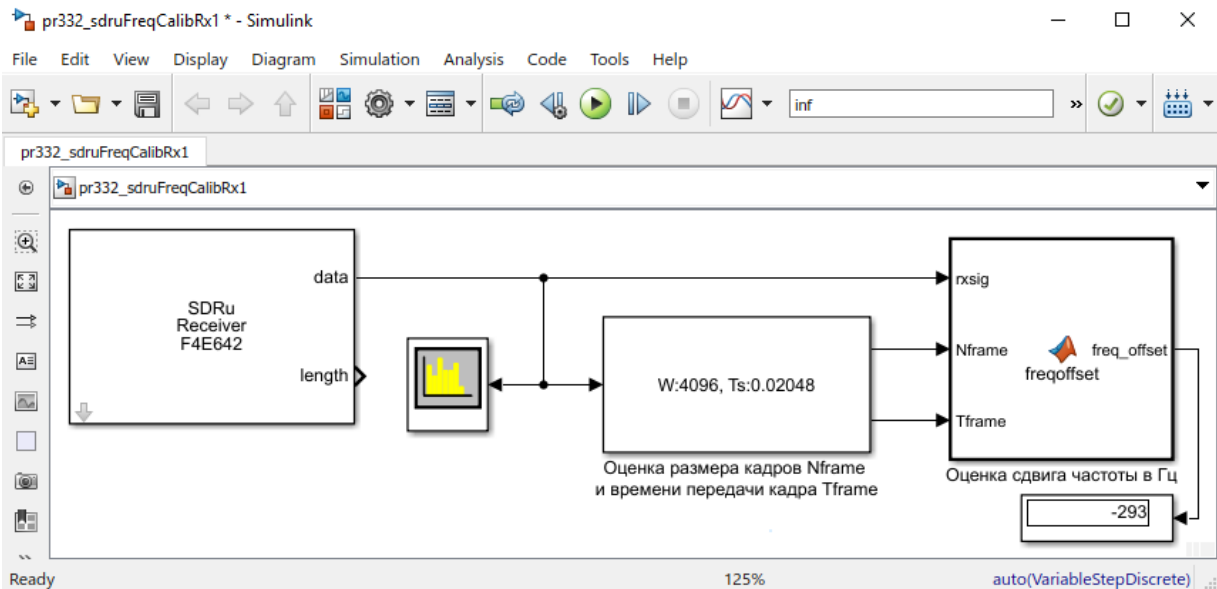 pr332_sdruFreqCalibRx1 * - Simulink
File Edit View Display Diagram Simulation Analysis Code Tools Help
inf
pr332_sdruFreqCalibRx1
pr332_sdruFreqCalibRx1
data
SDRu
Receiver
F4E642
length
W:4096, Ts:0.02048
Оценка размера кадров Nframe
и времени передачи кадра Tframe
rxsig
Nframe
freq_offset
freqoffset
Tframe
Оценка сдвига частоты в Гц
-293
Ready 125% auto(VariableStepDiscrete)